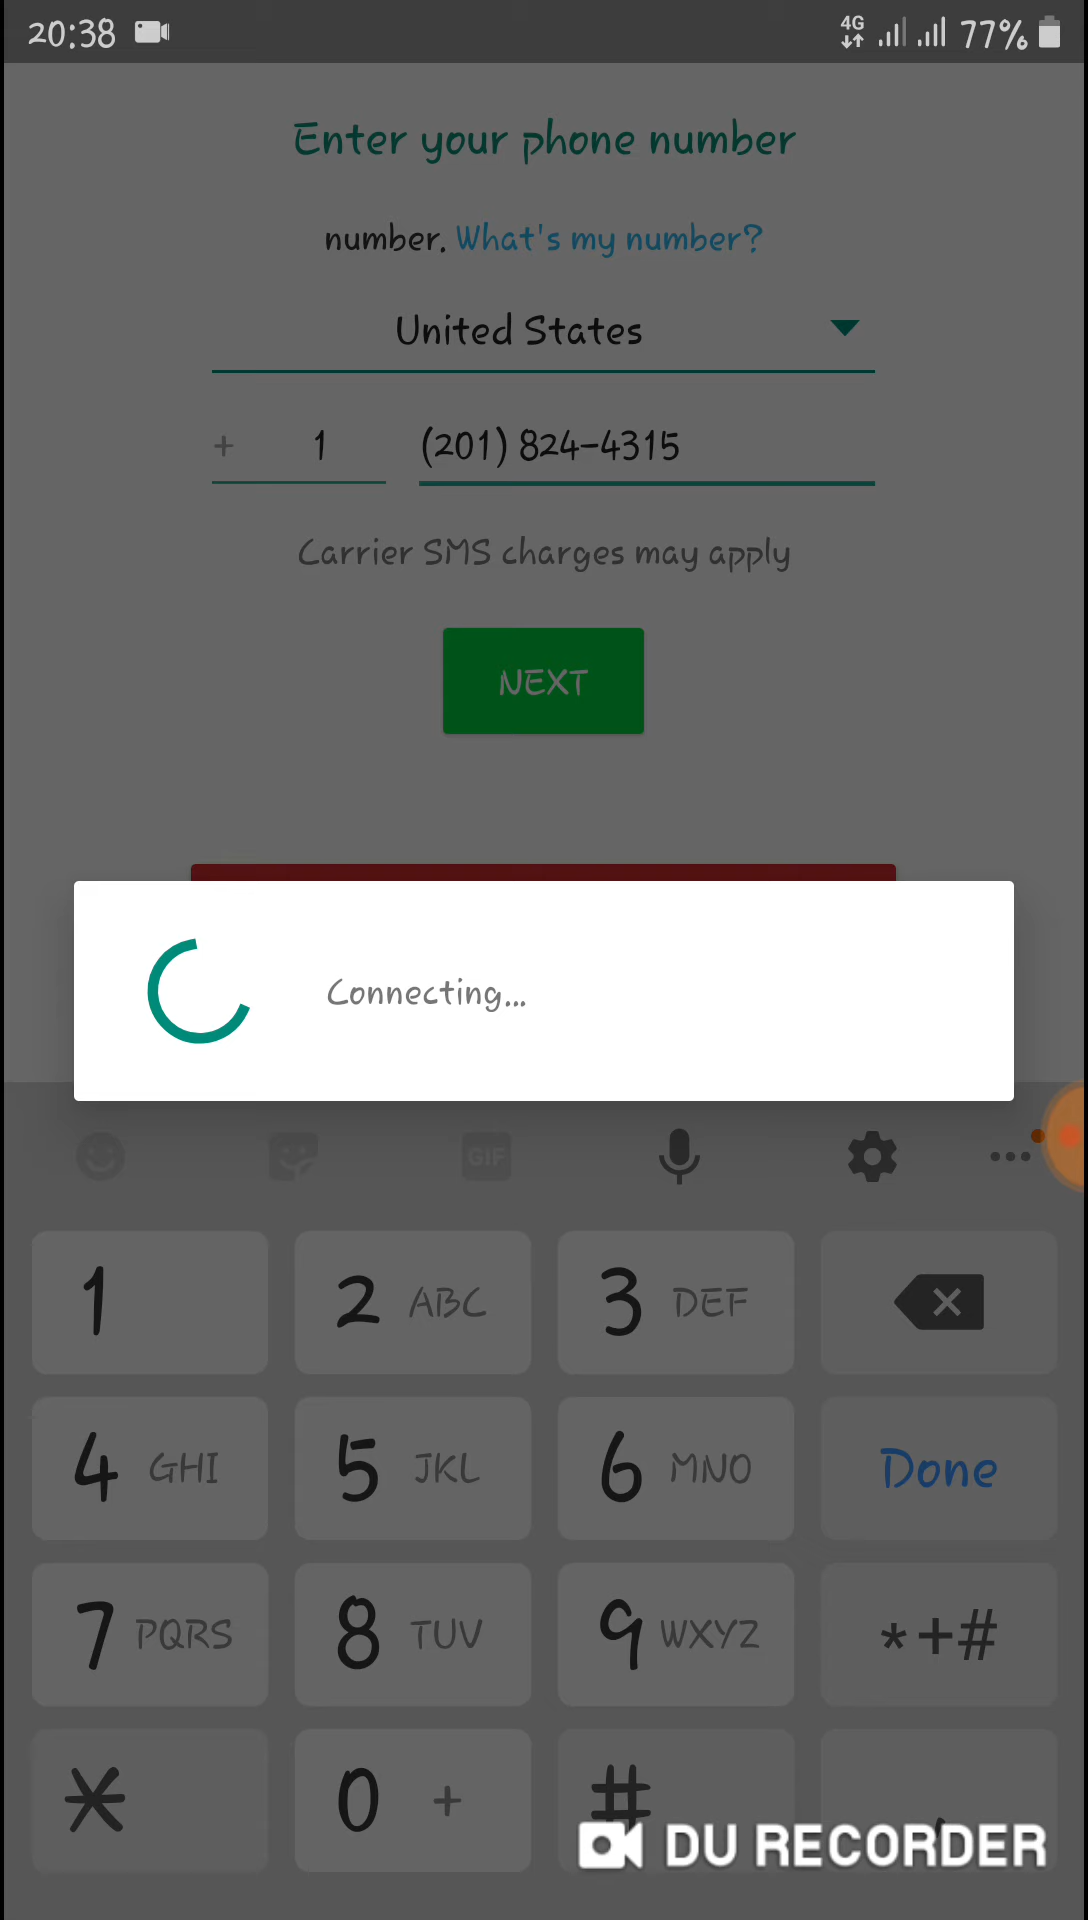 20:38 4G 77%
Enter your phone number
number. What's my number?
United States
+ 1 (201) 824-4315
Carrier SMS charges may apply
NEXT
Connecting...
GIF
1 2 ABC 3 DEF
4 GHI 5 JKL 6 MNO Done
7 PQRS 8 TUV 9 WXYZ *+#
* 0 + #
DU RECORDER